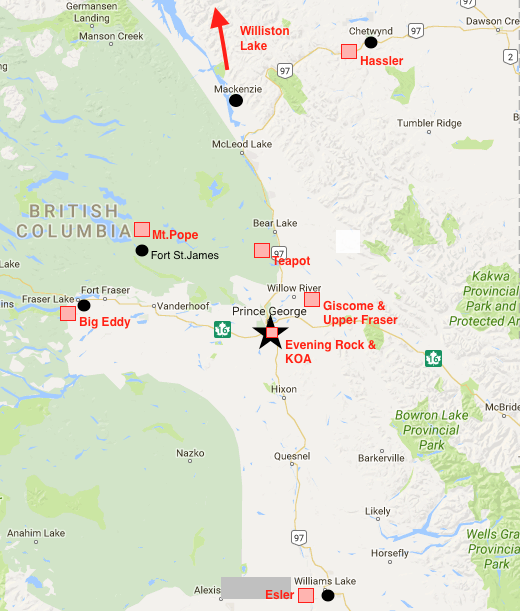 Germansen
Landing
Manson Creek
Williston
Lake
Chetwynd
97
Dawson Cree
Hassler
97
2
Mackenzie
Tumbler Ridge
McLeod Lake
BRITISH
COLUMBIA
Mt.Pope
Fort St.James
Bear Lake
97
Teapot
Lake
Fort Fraser
Fraser Lake
Vanderhoof
Big Eddy
Willow River
Giscome &
Upper Fraser
Prince George
Kakwa
Provincial
Park and
Protected Ar
16
Evening Rock &
KOA
16
Hixon
McBride
Bowron Lake
Provincial
Park
Nazko
Quesnel
Barkerville
Likely
Anahim Lake
97
Horsefly
Wells Gra
Provincia
Park
Alexis
Williams Lake
Esler